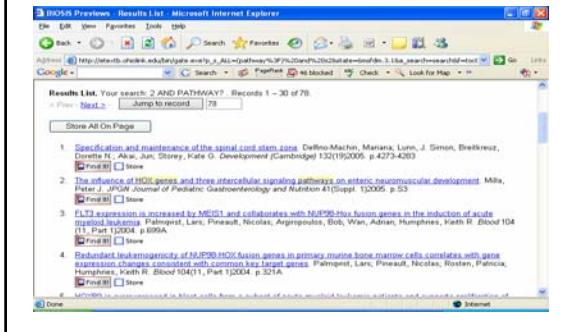 BIOSIS Previews - Results List - Microsoft Internet Explorer
File Edit View Favorites Tools Help
Back Search Favorites
Address
Go Links
Google Search PageRank 46 blocked Check Look for Map
Results List. Your search: 2 AND PATHWAY? . Records 1 – 30 of 78.
< Prev - Next > Jump to record 78
Store All On Page
1. Specification and maintenance of the spinal cord stem zone. Delfino-Machin, Mariana; Lunn, J. Simon; Breitkreuz,
Dorette N.; Akai, Jun; Storey, Kate G. Development (Cambridge) 132(19)2005. p.4273-4283
Find It! Store
2. The influence of HOX genes and three intercellular signaling pathways on enteric neuromuscular development. Milla,
Peter J. JPGN Journal of Pediatric Gastroenterology and Nutrition 41(Suppl. 1)2005. p.S3
Find It! Store
3. FLT3 expression is increased by MEIS1 and collaborates with NUP98-Hox fusion genes in the induction of acute
myeloid leukemia. Palmqvist, Lars; Pineault, Nicolas; Argiropoulos, Bob; Wan, Adrian; Humphries, Keith R. Blood 104
(11, Part 1)2004. p.699A.
Find It! Store
4. Redundant leukemogenicity of NUP98-HOX fusion genes in primary murine bone marrow cells correlates with gene
expression changes consistent with common key target genes. Palmqvist, Lars; Pineault, Nicolas; Rosten, Patricia;
Humphries, Keith R. Blood 104(11, Part 1)2004. p.321A.
Find It! Store
Done Internet